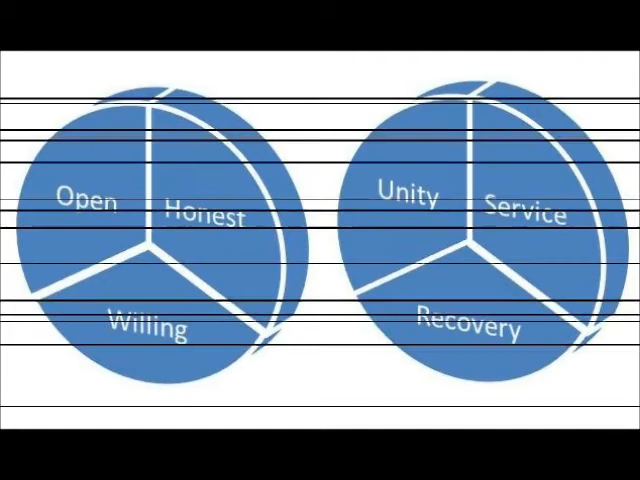 Open
Honest
Willing
Unity
Service
Recovery